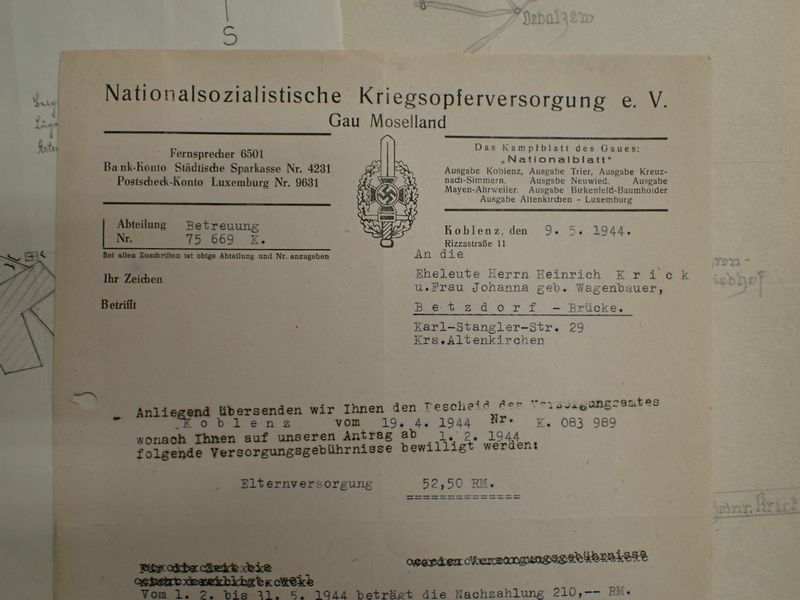 S
Debalzewo
Nationalsozialistische Kriegsopferversorgung e. V.
Gau Moselland
Fernsprecher 6501
Bank-Konto Städtische Sparkasse Nr. 4231
Postscheck-Konto Luxemburg Nr. 9631
Das Kampfblatt des Gaues:
„Nationalblatt“
Ausgabe Koblenz, Ausgabe Trier, Ausgabe Kreuz-
nach-Simmern. Ausgabe Neuwied. Ausgabe
Mayen-Ahrweiler. Ausgabe Birkenfeld-Baumholder
Ausgabe Altenkirchen - Luxemburg
Abteilung Betreuung
Nr. 75 669 K.
Bei allen Zuschriften ist obige Abteilung und Nr. anzugeben
Koblenz, den 9. 5. 1944.
Rizzastraße 11
Ihr Zeichen
Betrifft
An die
Eheleute Herrn Heinrich K r i c k
u.Frau Johanna geb. Wagenbauer,
B e t z d o r f - Brücke.
Karl-Stangler-Str. 29
Krs.Altenkirchen
Anliegend übersenden wir Ihnen den Bescheid des Versorgungsamtes
K o b l e n z vom 19. 4. 1944 Nr. K. 083 989
wonach Ihnen auf unseren Antrag ab 1. 2. 1944
folgende Versorgungsgebührnisse bewilligt werden:
Elternversorgung 52,50 RM.
Vom 1. 2. bis 31. 5. 1944 beträgt die Nachzahlung 210,-- RM.